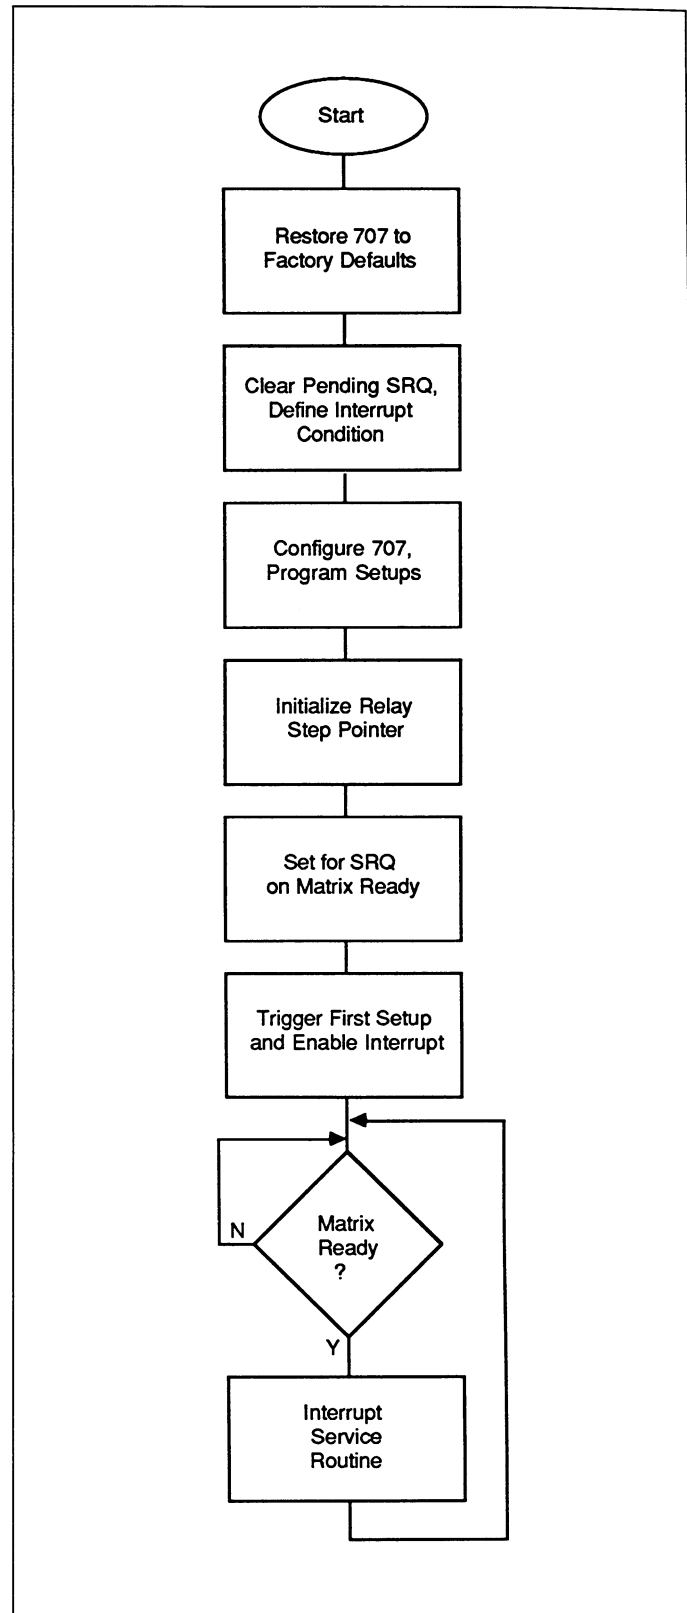 Start
Restore 707 to
Factory Defaults
Clear Pending SRQ,
Define Interrupt
Condition
Configure 707,
Program Setups
Initialize Relay
Step Pointer
Set for SRQ
on Matrix Ready
Trigger First Setup
and Enable Interrupt
Matrix
Ready
?
N
Y
Interrupt
Service
Routine